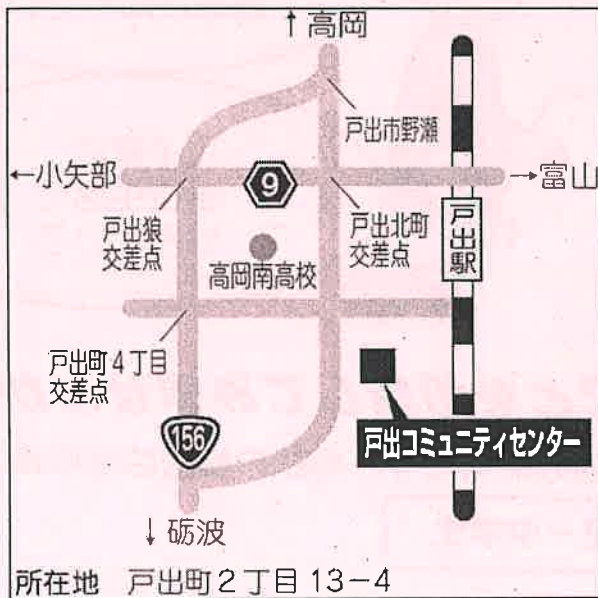 ↑高岡
戸出市野瀬
←小矢部
9
→富山
戸出狼
交差点
戸出北町
交差点
戸出駅
高岡南高校
戸出町4丁目
交差点
戸出コミュニティセンター
156
↓砺波
所在地 戸出町2丁目13-4